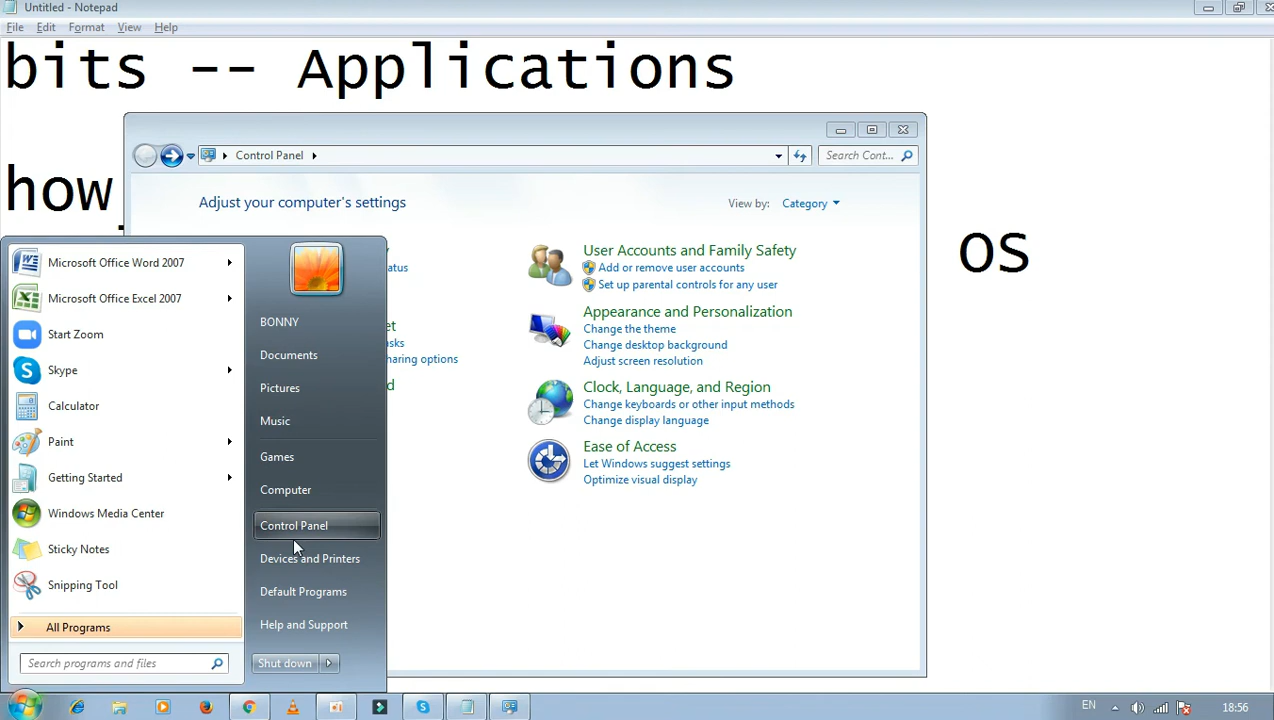 Untitled - Notepad
File Edit Format View Help
bits -- Applications
how
OS
Control Panel
Search Cont...
Adjust your computer's settings
View by: Category
User Accounts and Family Safety
Add or remove user accounts
Set up parental controls for any user
Appearance and Personalization
Change the theme
Change desktop background
Adjust screen resolution
Clock, Language, and Region
Change keyboards or other input methods
Change display language
Ease of Access
Let Windows suggest settings
Optimize visual display
Microsoft Office Word 2007
Microsoft Office Excel 2007
Start Zoom
Skype
Calculator
Paint
Getting Started
Windows Media Center
Sticky Notes
Snipping Tool
All Programs
Search programs and files
BONNY
Documents
Pictures
Music
Games
Computer
Control Panel
Devices and Printers
Default Programs
Help and Support
Shut down
EN
18:56